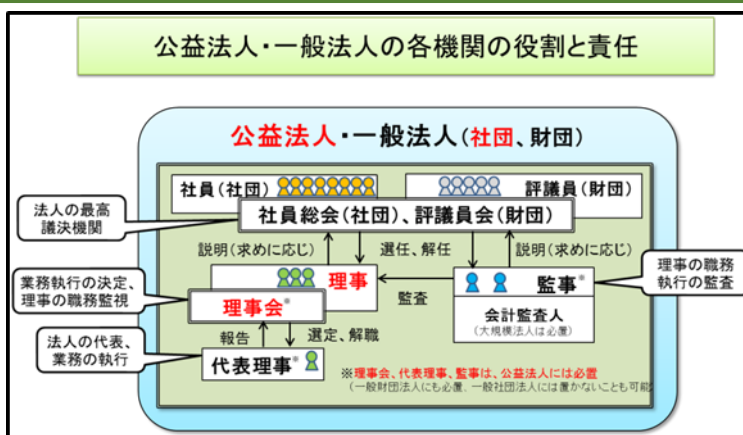 公益法人・一般法人の各機関の役割と責任
公益法人・一般法人(社団、財団)
社員(社団)
評議員(財団)
社員総会(社団)、評議員会(財団)
法人の最高
議決機関
説明(求めに応じ)
選任、解任
説明(求めに応じ)
業務執行の決定、
理事の職務監視
理事
理事会※
監査
監事※
会計監査人
(大規模法人は必置)
理事の職務
執行の監査
報告
選定、解職
法人の代表、
業務の執行
代表理事※
※理事会、代表理事、監事は、公益法人には必置
(一般財団法人にも必置、一般社団法人には置かないことも可能